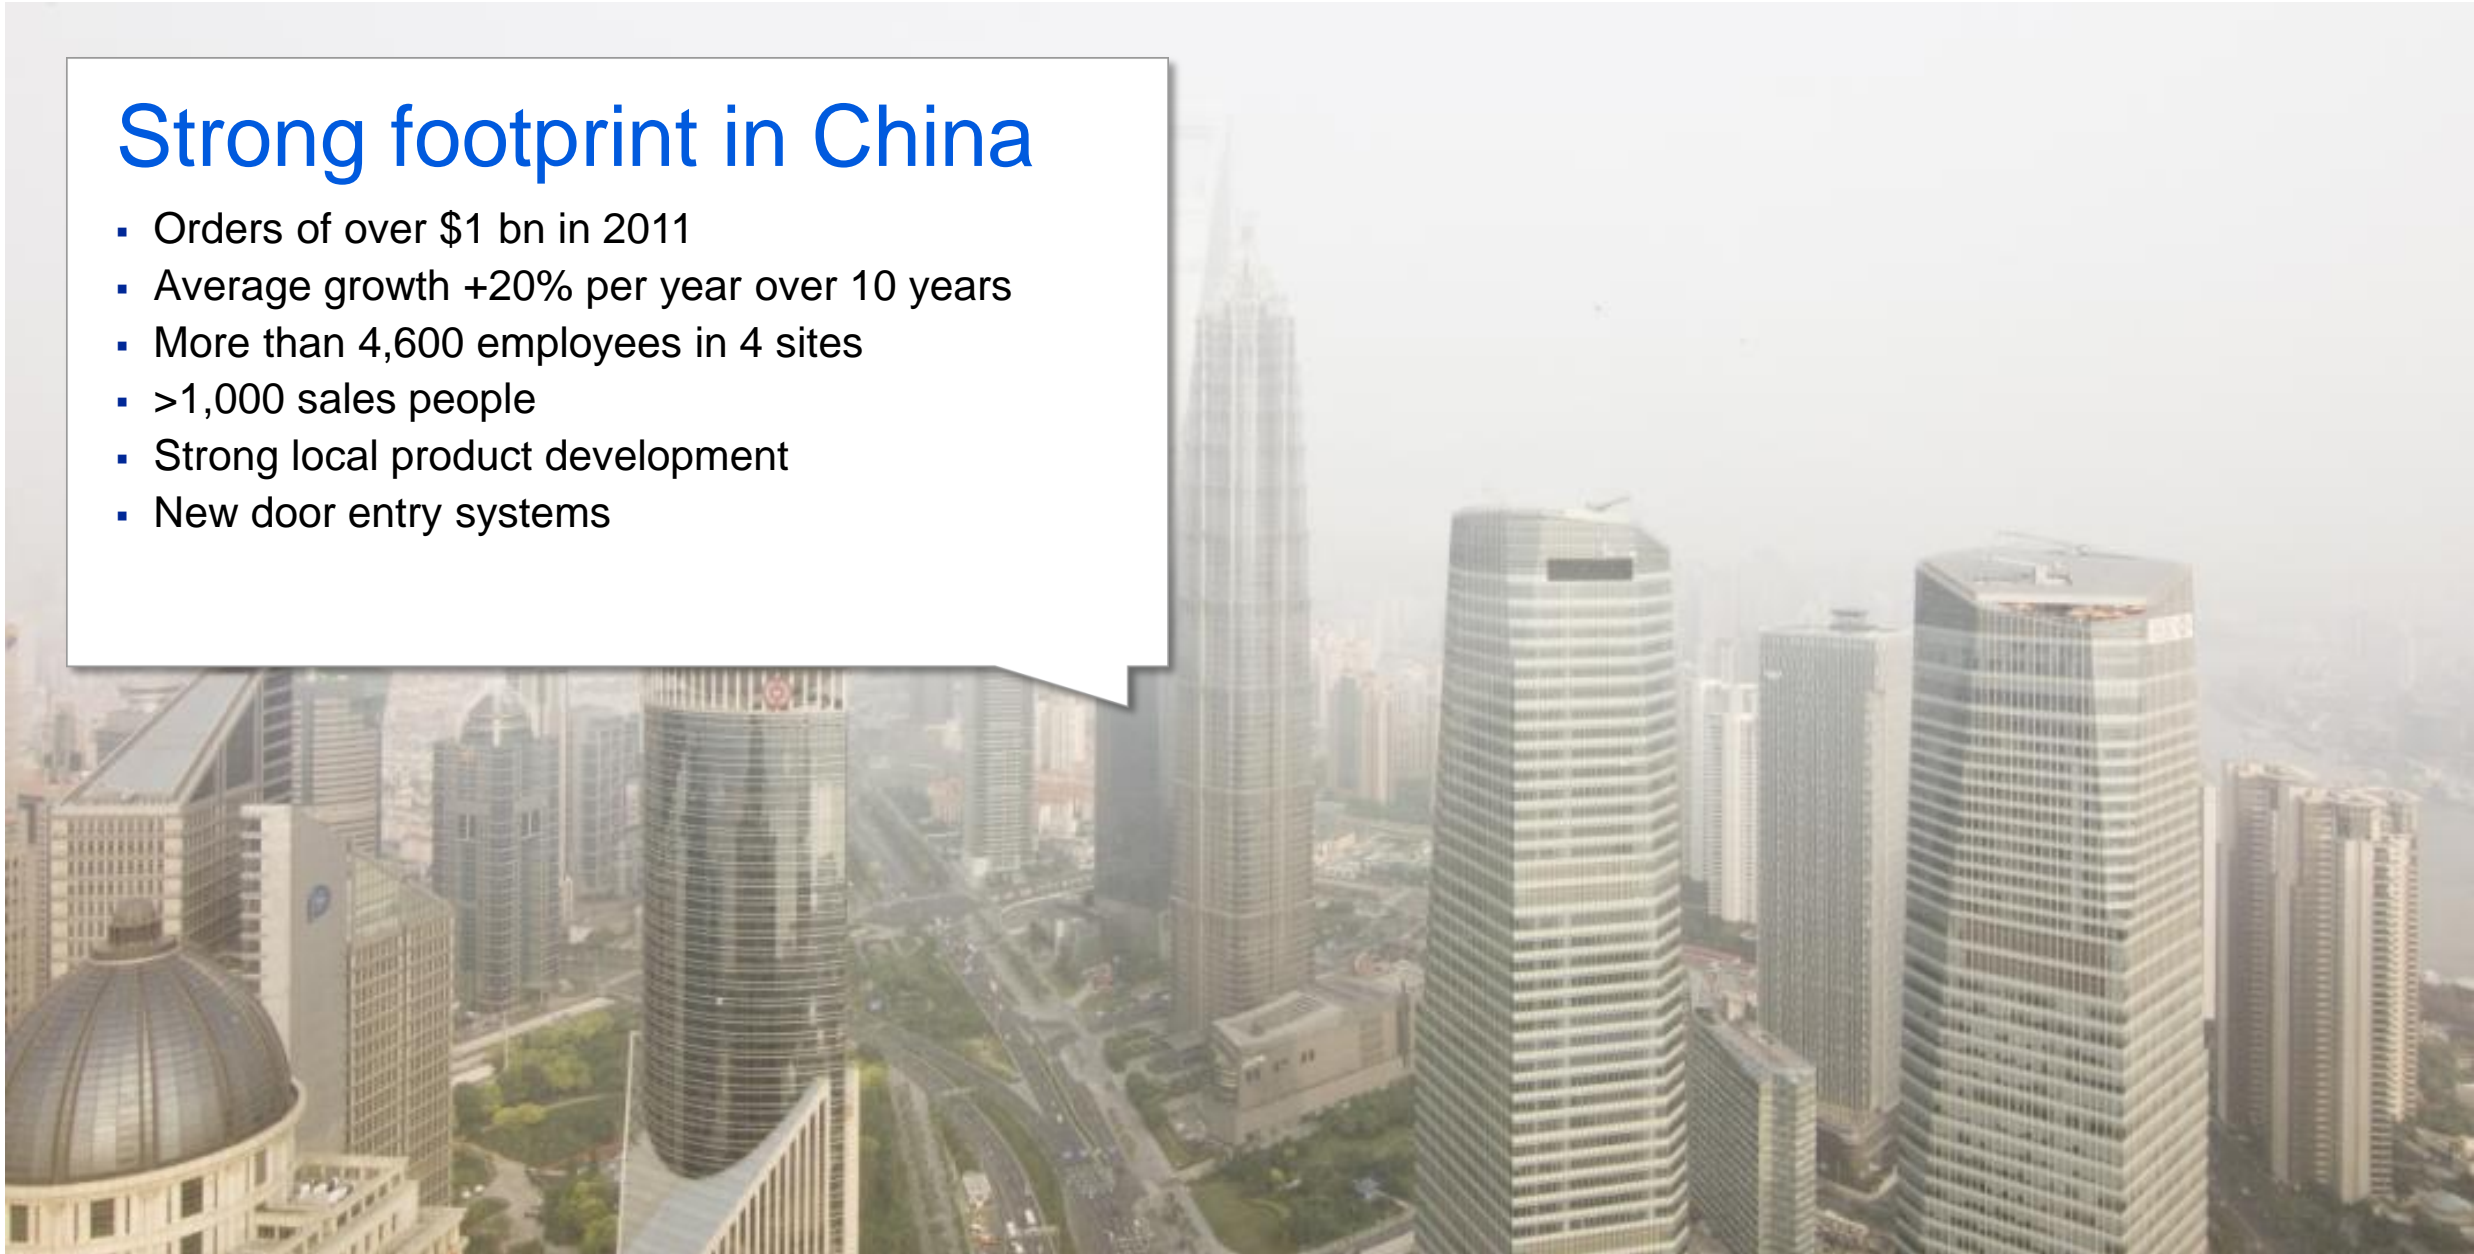 Strong footprint in China
▪ Orders of over $1 bn in 2011
▪ Average growth +20% per year over 10 years
▪ More than 4,600 employees in 4 sites
▪ >1,000 sales people
▪ Strong local product development
▪ New door entry systems